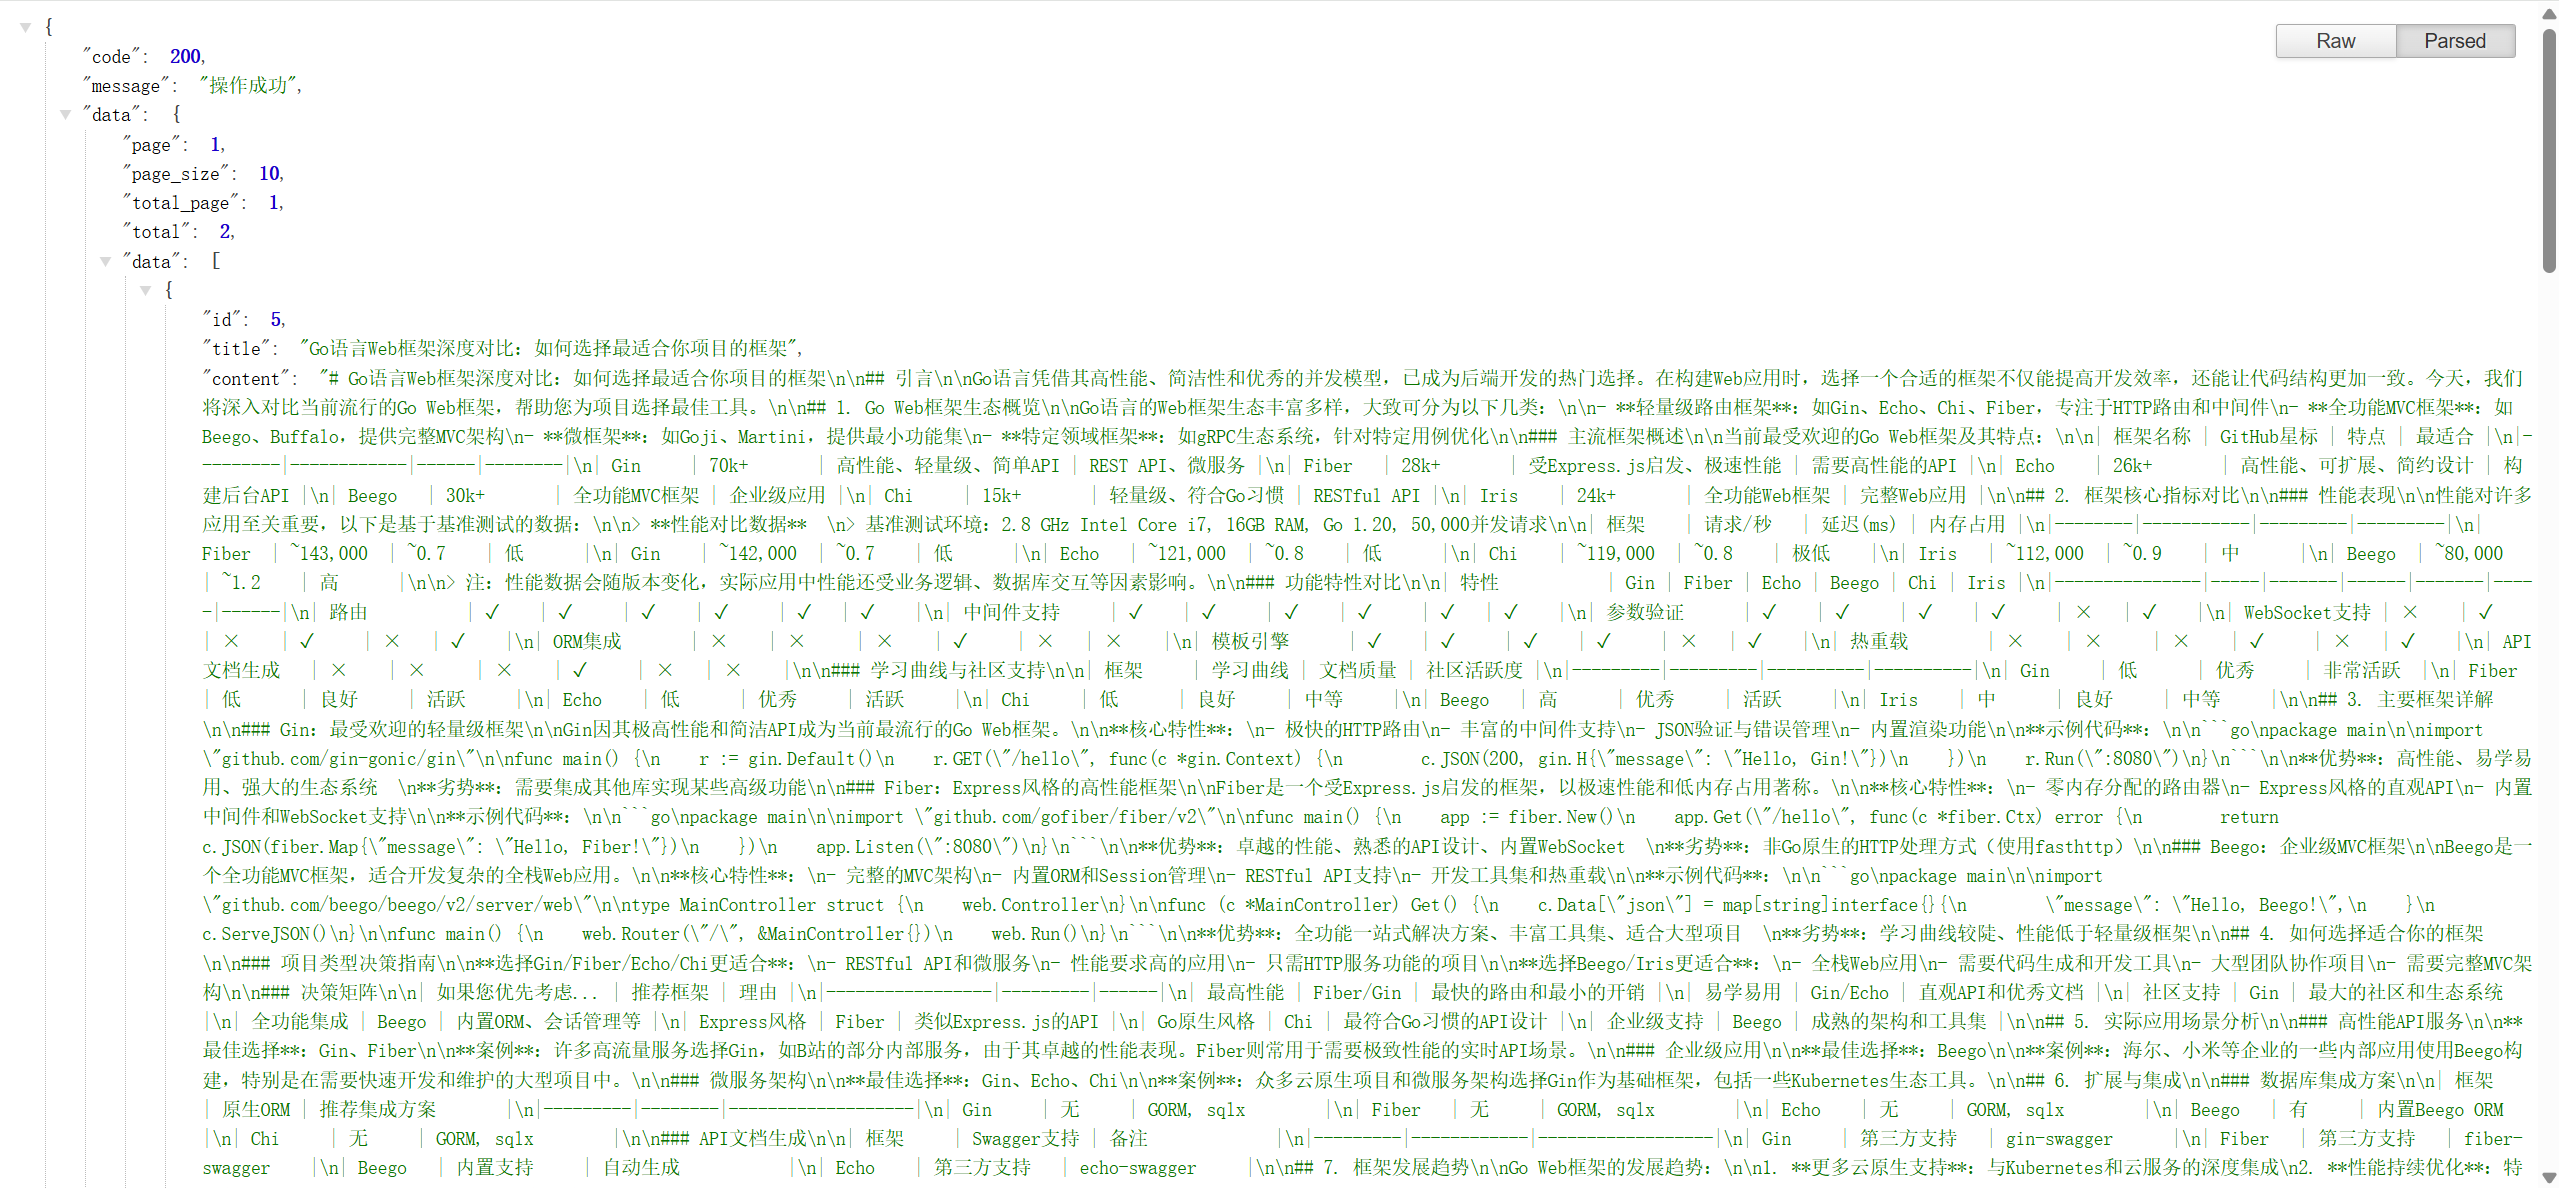 {
Raw Parsed
"code": 200,
"message": "操作成功",
"data": {
"page": 1,
"page_size": 10,
"total_page": 1,
"total": 2,
"data": [
{
"id": 5,
"title": "Go语言Web框架深度对比：如何选择最适合你项目的框架",
"content": "# Go语言Web框架深度对比：如何选择最适合你项目的框架\n\n## 引言\n\nGo语言凭借其高性能、简洁性和优秀的并发模型，已成为后端开发的热门选择。在构建Web应用时，选择一个合适的框架不仅能提高开发效率，还能让代码结构更加一致。今天，我们
将深入对比当前流行的Go Web框架，帮助您为项目选择最佳工具。\n\n## 1. Go Web框架生态概览\n\nGo语言的Web框架生态丰富多样，大致可分为以下几类：\n\n- **轻量级路由框架**：如Gin、Echo、Chi、Fiber，专注于HTTP路由和中间件\n- **全功能MVC框架**：如
Beego、Buffalo，提供完整MVC架构\n- **微框架**：如Goji、Martini，提供最小功能集\n- **特定领域框架**：如gRPC生态系统，针对特定用例优化\n\n### 主流框架概述\n\n当前最受欢迎的Go Web框架及其特点：\n\n| 框架名称 | GitHub星标 | 特点 | 最适合 |\n|-
---------|------------|------|--------|\n| Gin | 70k+ | 高性能、轻量级、简单API | REST API、微服务 |\n| Fiber | 28k+ | 受Express.js启发、极速性能 | 需要高性能的API |\n| Echo | 26k+ | 高性能、可扩展、简约设计 | 构
建后台API |\n| Beego | 30k+ | 全功能MVC框架 | 企业级应用 |\n| Chi | 15k+ | 轻量级、符合Go习惯 | RESTful API |\n| Iris | 24k+ | 全功能Web框架 | 完整Web应用 |\n\n## 2. 框架核心指标对比\n\n### 性能表现\n\n性能对许多
应用至关重要，以下是基于基准测试的数据：\n\n> **性能对比数据** \n> 基准测试环境：2.8 GHz Intel Core i7, 16GB RAM, Go 1.20, 50,000并发请求\n\n| 框架 | 请求/秒 | 延迟(ms) | 内存占用 |\n|--------|-----------|----------|---------|\n|
Fiber | ~143,000 | ~0.7 | 低 |\n| Gin | ~142,000 | ~0.7 | 低 |\n| Echo | ~121,000 | ~0.8 | 低 |\n| Chi | ~119,000 | ~0.8 | 极低 |\n| Iris | ~112,000 | ~0.9 | 中 |\n| Beego | ~80,000
| ~1.2 | 高 |\n\n> 注：性能数据会随版本变化，实际应用中性能还受业务逻辑、数据库交互等因素影响。\n\n### 功能特性对比\n\n| 特性 | Gin | Fiber | Echo | Beego | Chi | Iris |\n|---------------|-----|-------|------|-------|----
-|------|\n| 路由 | ✓ | ✓ | ✓ | ✓ | ✓ | ✓ |\n| 中间件支持 | ✓ | ✓ | ✓ | ✓ | ✓ | ✓ |\n| 参数验证 | ✓ | ✓ | ✓ | ✓ | × | ✓ |\n| WebSocket支持 | × | ✓
| × | ✓ | × | ✓ |\n| ORM集成 | × | × | × | ✓ | × | × |\n| 模板引擎 | ✓ | ✓ | ✓ | ✓ | × | ✓ |\n| 热重载 | × | × | × | ✓ | × | ✓ |\n| API
文档生成 | × | × | × | ✓ | × | × |\n\n### 学习曲线与社区支持\n\n| 框架 | 学习曲线 | 文档质量 | 社区活跃度 |\n|---------|---------|----------|----------|\n| Gin | 低 | 优秀 | 非常活跃 |\n| Fiber
| 低 | 良好 | 活跃 |\n| Echo | 低 | 优秀 | 活跃 |\n| Chi | 低 | 良好 | 中等 |\n| Beego | 高 | 优秀 | 活跃 |\n| Iris | 中 | 良好 | 中等 |\n\n## 3. 主要框架详解
\n\n### Gin：最受欢迎的轻量级框架\n\nGin因其极高性能和简洁API成为当前最流行的Go Web框架。\n\n**核心特性**：\n- 极快的HTTP路由\n- 丰富的中间件支持\n- JSON验证与错误管理\n- 内置渲染功能\n\n**示例代码**：\n\n```go\npackage main\n\nimport
\"github.com/gin-gonic/gin\"\n\nfunc main() {\n r := gin.Default()\n r.GET(\"/hello\", func(c *gin.Context) {\n c.JSON(200, gin.H{\"message\": \"Hello, Gin!\"})\n })\n r.Run(\":8080\")\n}\n```\n\n**优势**：高性能、易学易
用、强大的生态系统 \n**劣势**：需要集成其他库实现某些高级功能\n\n### Fiber：Express风格的高性能框架\n\nFiber是一个受Express.js启发的框架，以极速性能和低内存占用著称。\n\n**核心特性**：\n- 零内存分配的路由器\n- Express风格的直观API\n- 内置
中间件和WebSocket支持\n\n**示例代码**：\n\n```go\npackage main\n\nimport \"github.com/gofiber/fiber/v2\"\n\nfunc main() {\n app := fiber.New()\n app.Get(\"/hello\", func(c *fiber.Ctx) error {\n return
c.JSON(fiber.Map{\"message\": \"Hello, Fiber!\"})\n })\n app.Listen(\":8080\")\n}\n```\n\n**优势**：卓越的性能、熟悉的API设计、内置WebSocket \n**劣势**：非Go原生的HTTP处理方式（使用fasthttp）\n\n### Beego：企业级MVC框架\n\nBeego是一
个全功能MVC框架，适合开发复杂的全栈Web应用。\n\n**核心特性**：\n- 完整的MVC架构\n- 内置ORM和Session管理\n- RESTful API支持\n- 开发工具集和热重载\n\n**示例代码**：\n\n```go\npackage main\n\nimport
\"github.com/beego/beego/v2/server/web\"\n\ntype MainController struct {\n web.Controller\n}\n\nfunc (c *MainController) Get() {\n c.Data[\"json\"] = map[string]interface{}{\n \"message\": \"Hello, Beego!\",\n }\n
c.ServeJSON()\n}\n\nfunc main() {\n web.Router(\"/\", &MainController{})\n web.Run()\n}\n```\n\n**优势**：全功能一站式解决方案、丰富工具集、适合大型项目 \n**劣势**：学习曲线较陡、性能低于轻量级框架\n\n## 4. 如何选择适合你的框架
\n\n### 项目类型决策指南\n\n**选择Gin/Fiber/Echo/Chi更适合**：\n- RESTful API和微服务\n- 性能要求高的应用\n- 只需HTTP服务功能的项目\n\n**选择Beego/Iris更适合**：\n- 全栈Web应用\n- 需要代码生成和开发工具\n- 大型团队协作项目\n- 需要完整MVC架
构\n\n### 决策矩阵\n\n| 如果您优先考虑... | 推荐框架 | 理由 |\n|-----------------|---------|------|\n| 最高性能 | Fiber/Gin | 最快的路由和最小的开销 |\n| 易学易用 | Gin/Echo | 直观API和优秀文档 |\n| 社区支持 | Gin | 最大的社区和生态系统
|\n| 全功能集成 | Beego | 内置ORM、会话管理等 |\n| Express风格 | Fiber | 类似Express.js的API |\n| Go原生风格 | Chi | 最符合Go习惯的API设计 |\n| 企业级支持 | Beego | 成熟的架构和工具集 |\n\n## 5. 实际应用场景分析\n\n### 高性能API服务\n\n**
最佳选择**：Gin、Fiber\n\n**案例**：许多高流量服务选择Gin，如B站的部分内部服务，由于其卓越的性能表现。Fiber则常用于需要极致性能的实时API场景。\n\n### 企业级应用\n\n**最佳选择**：Beego\n\n**案例**：海尔、小米等企业的一些内部应用使用Beego构
建，特别是在需要快速开发和维护的大型项目中。\n\n### 微服务架构\n\n**最佳选择**：Gin、Echo、Chi\n\n**案例**：众多云原生项目和微服务架构选择Gin作为基础框架，包括一些Kubernetes生态工具。\n\n## 6. 扩展与集成\n\n### 数据库集成方案\n\n| 框架
| 原生ORM | 推荐集成方案 |\n|---------|--------|-------------------|\n| Gin | 无 | GORM, sqlx |\n| Fiber | 无 | GORM, sqlx |\n| Echo | 无 | GORM, sqlx |\n| Beego | 有 | 内置Beego ORM
|\n| Chi | 无 | GORM, sqlx |\n\n### API文档生成\n\n| 框架 | Swagger支持 | 备注 |\n|---------|------------|------------------|\n| Gin | 第三方支持 | gin-swagger |\n| Fiber | 第三方支持 | fiber-
swagger |\n| Beego | 内置支持 | 自动生成 |\n| Echo | 第三方支持 | echo-swagger |\n\n## 7. 框架发展趋势\n\nGo Web框架的发展趋势：\n\n1. **更多云原生支持**：与Kubernetes和云服务的深度集成\n2. **性能持续优化**：特